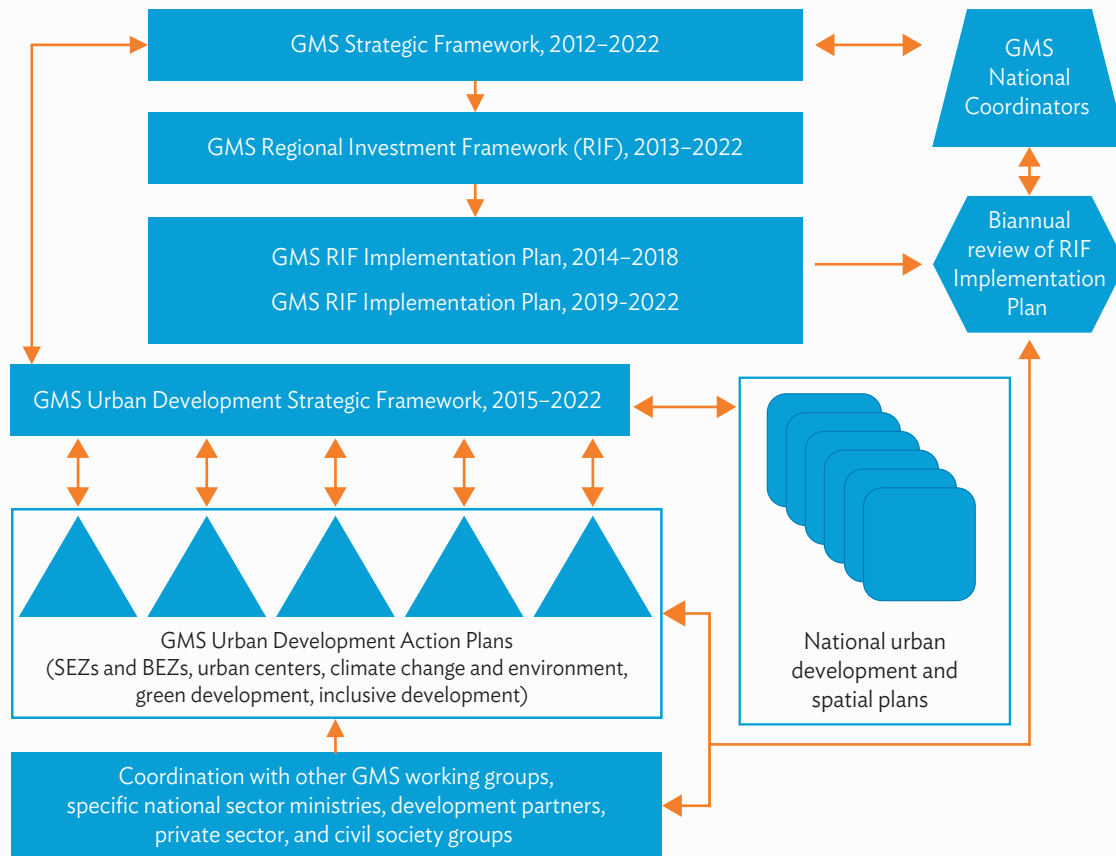 GMS Strategic Framework, 2012–2022
GMS
National
Coordinators
GMS Regional Investment Framework (RIF), 2013–2022
GMS RIF Implementation Plan, 2014–2018
GMS RIF Implementation Plan, 2019-2022
Biannual
review of RIF
Implementation
Plan
GMS Urban Development Strategic Framework, 2015–2022
GMS Urban Development Action Plans
(SEZs and BEZs, urban centers, climate change and environment,
green development, inclusive development)
National urban
development and
spatial plans
Coordination with other GMS working groups,
specific national sector ministries, development partners,
private sector, and civil society groups